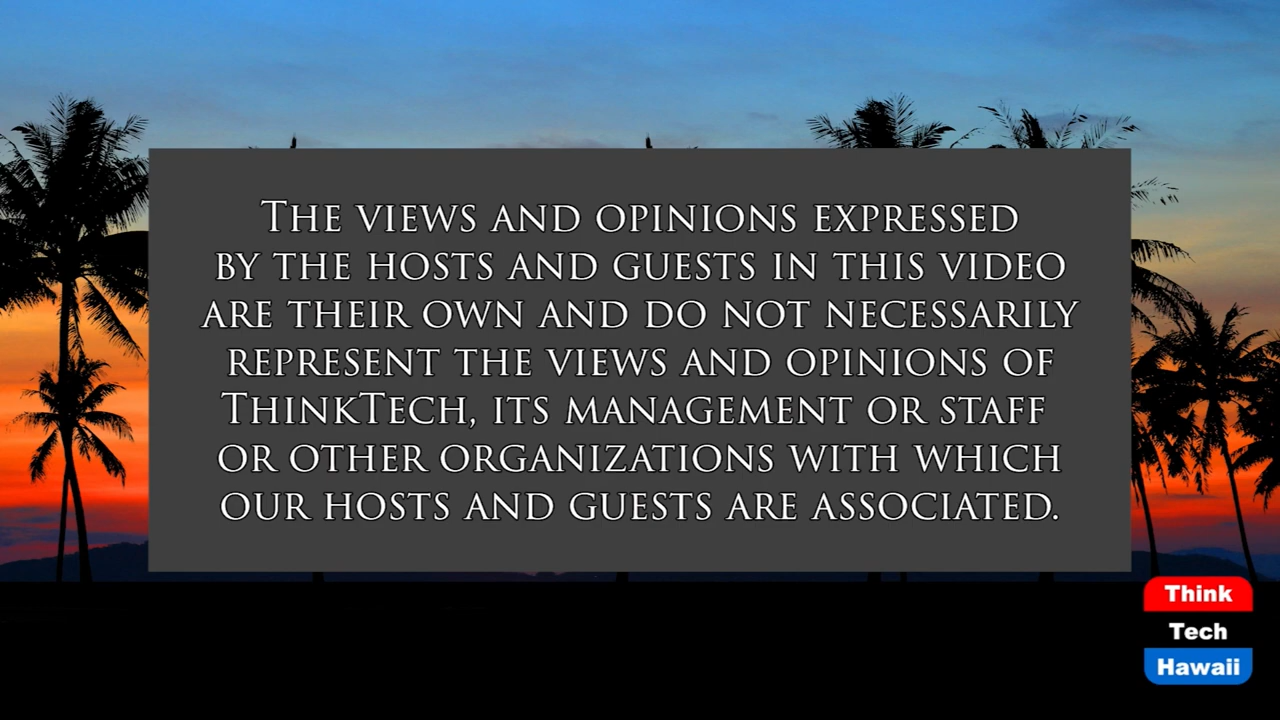 The views and opinions expressed
by the hosts and guests in this video
are their own and do not necessarily
represent the views and opinions of
ThinkTech, its management or staff
or other organizations with which
our hosts and guests are associated.
Think
Tech
Hawaii